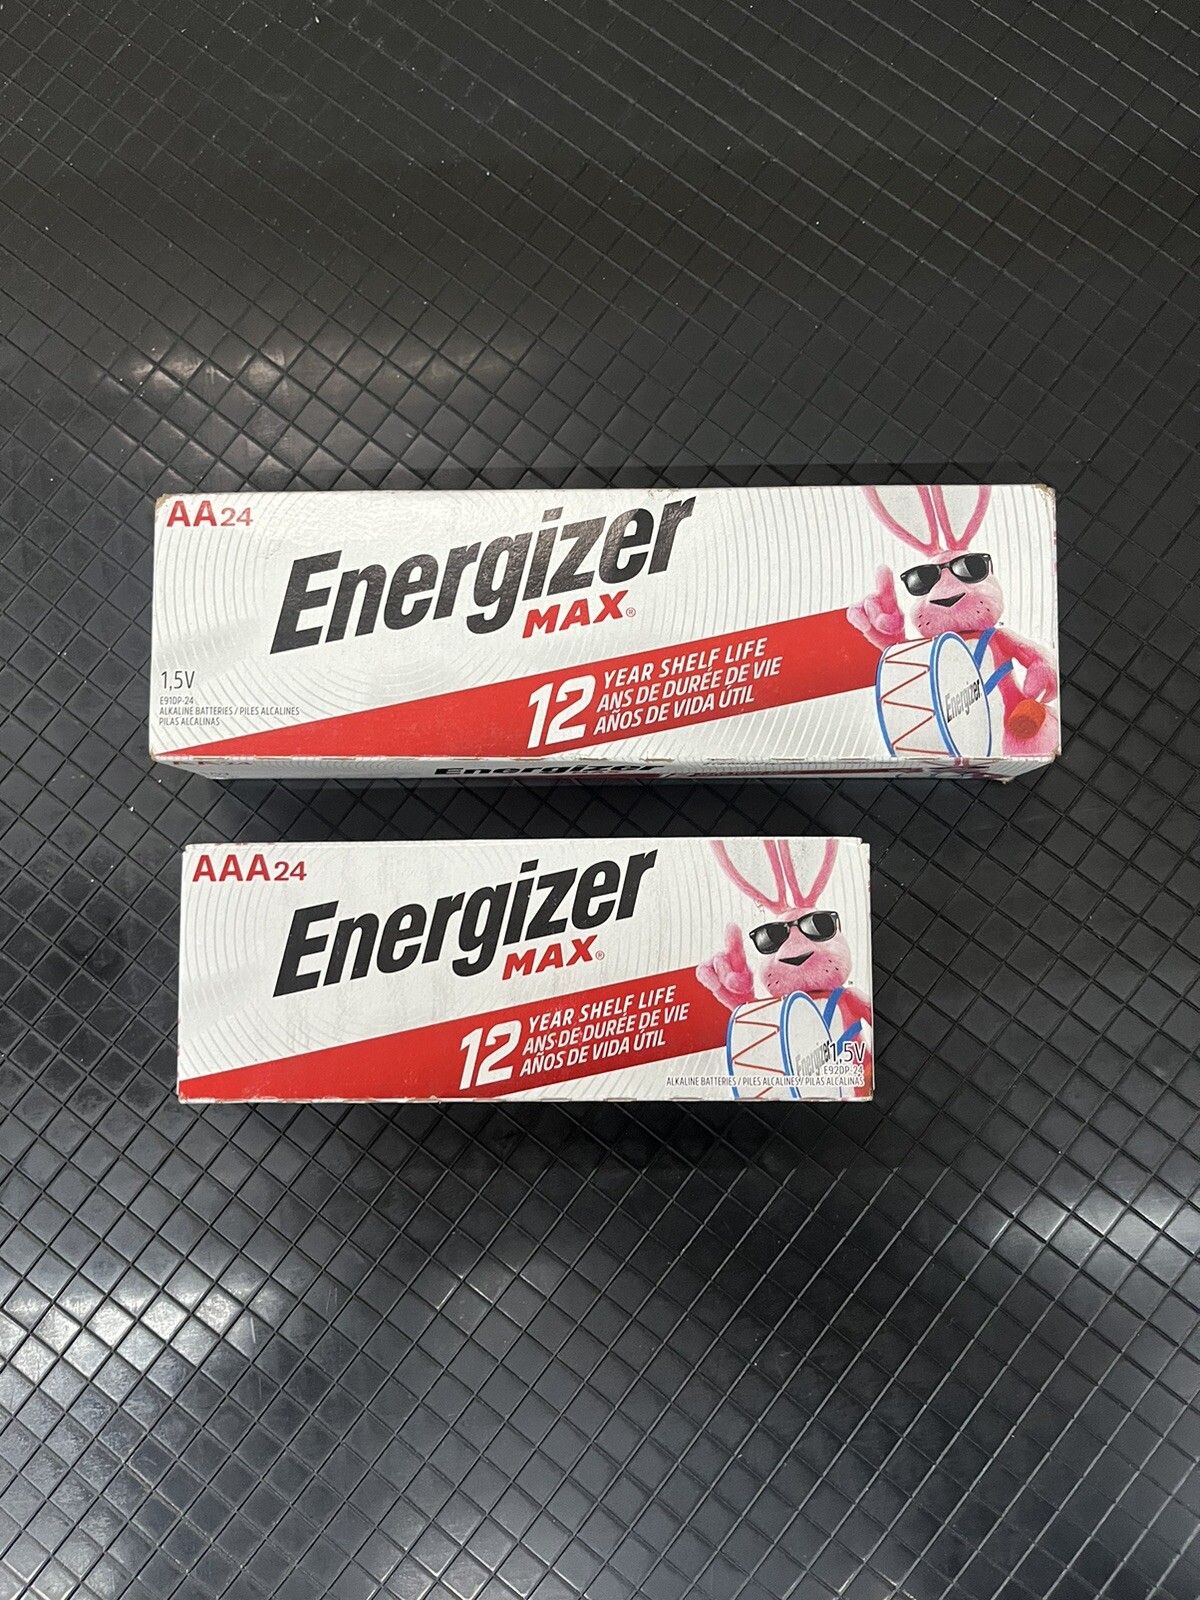 AA24
Energizer
MAX®
1,5V
E91DP-24
ALKALINE BATTERIES / PILES ALCALINES
PILAS ALCALINAS
12 YEAR SHELF LIFE
ANS DE DURÉE DE VIE
AÑOS DE VIDA ÚTIL
Energizer
Energizer
AAA24
Energizer
MAX®
12 YEAR SHELF LIFE
ANS DE DURÉE DE VIE
AÑOS DE VIDA ÚTIL
Energizer
1,5V
E92DP-24
ALKALINE BATTERIES / PILES ALCALINES / PILAS ALCALINAS